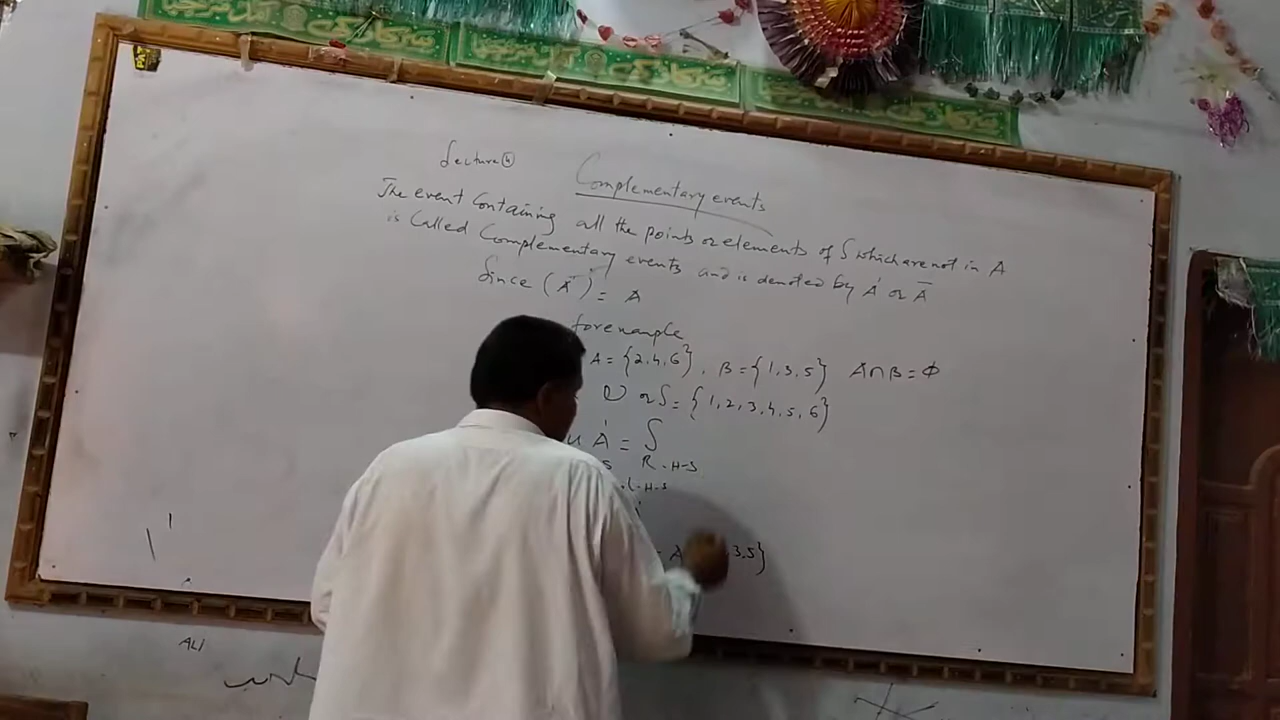 Lecture 4
Complementary events
The event Containing all the points or elements of S which are not in A
is Called Complementary events and is denoted by A' or A̅
Since (A')' = A
for example
A = {2,4,6}, B = {1,3,5} A∩B = Φ
U or S = {1,2,3,4,5,6}
A' = S
R.H.S
L.H.S
3,5}
ALI